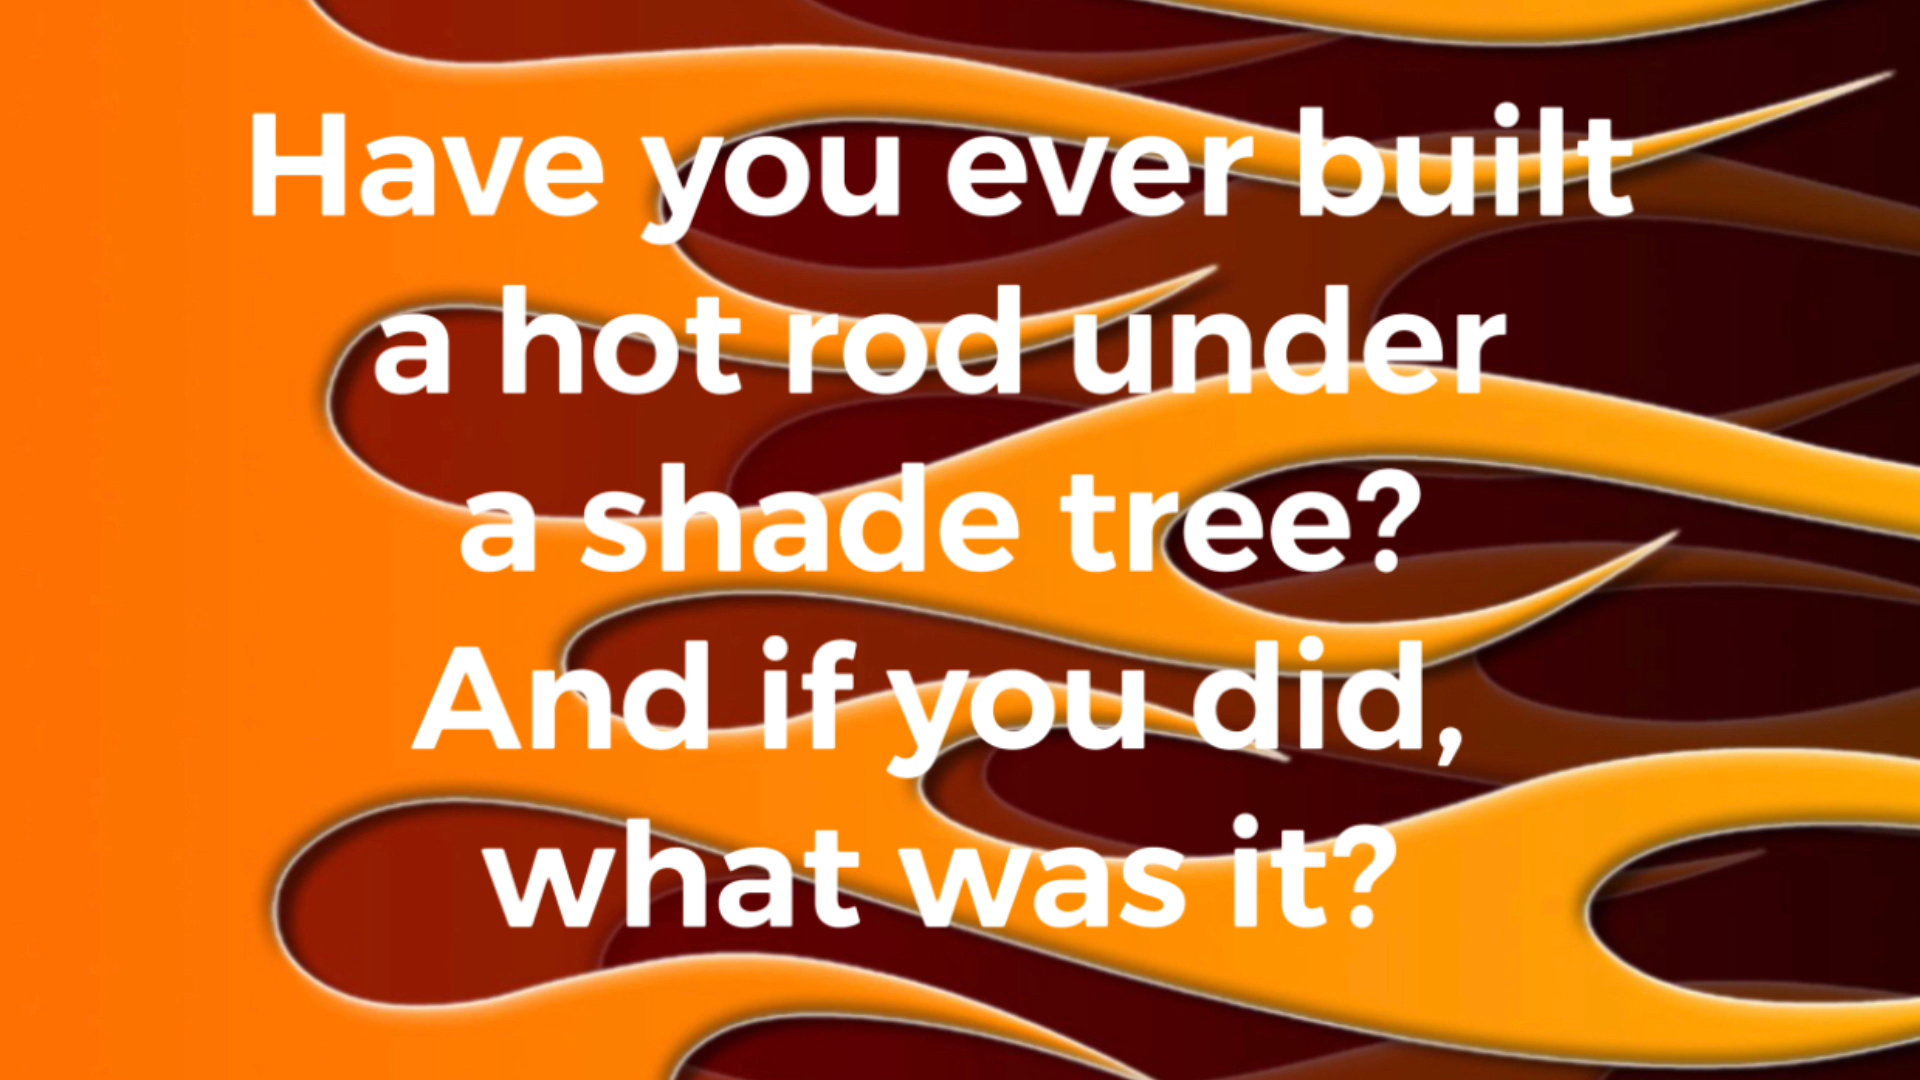 Have you ever built
a hot rod under
a shade tree?
And if you did,
what was it?